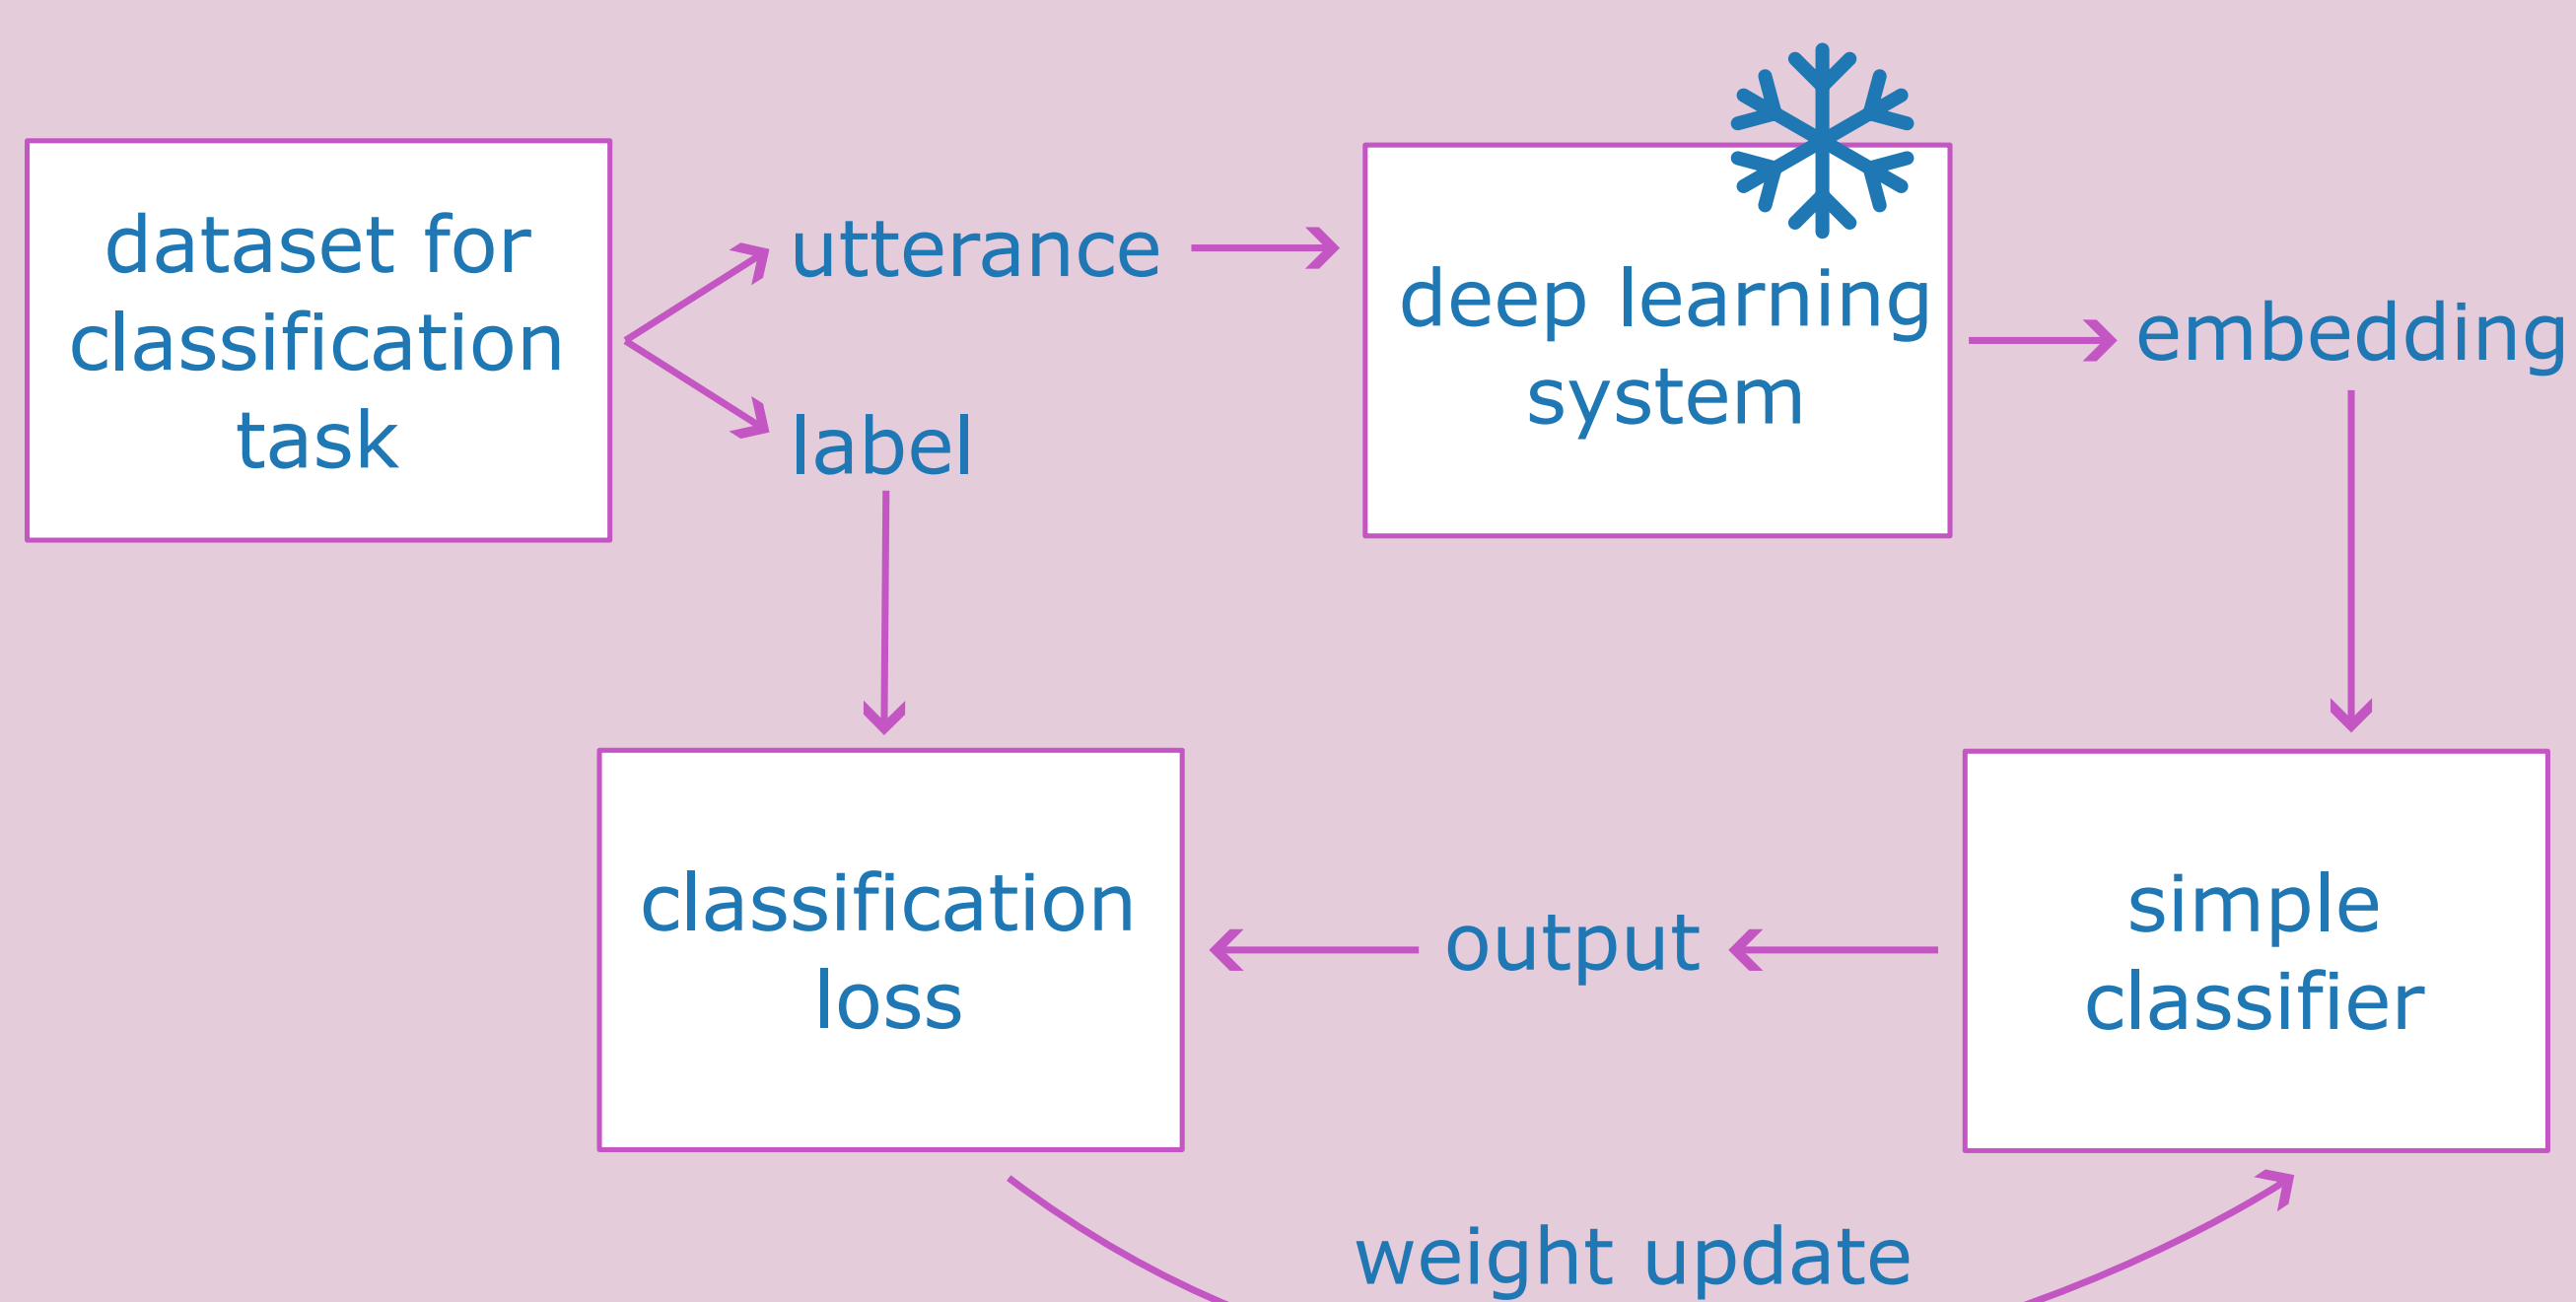 dataset for
classification
task
utterance
label
deep learning
system
embedding
classification
loss
output
simple
classifier
weight update